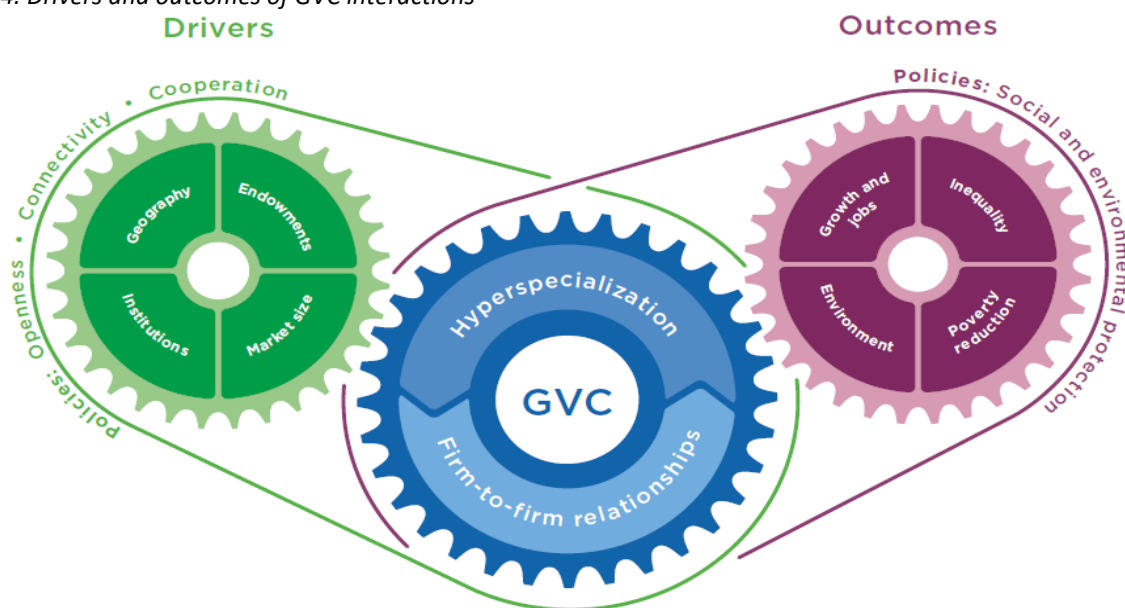 4. Drivers and outcomes of GVC interactions
Drivers
Outcomes
Policies: Openness • Connectivity • Cooperation
Geography
Endowments
Institutions
Market size
Hyperspecialization
GVC
Firm-to-firm relationships
Policies: Social and environmental protection
Growth and
jobs
Inequality
Environment
Poverty
reduction